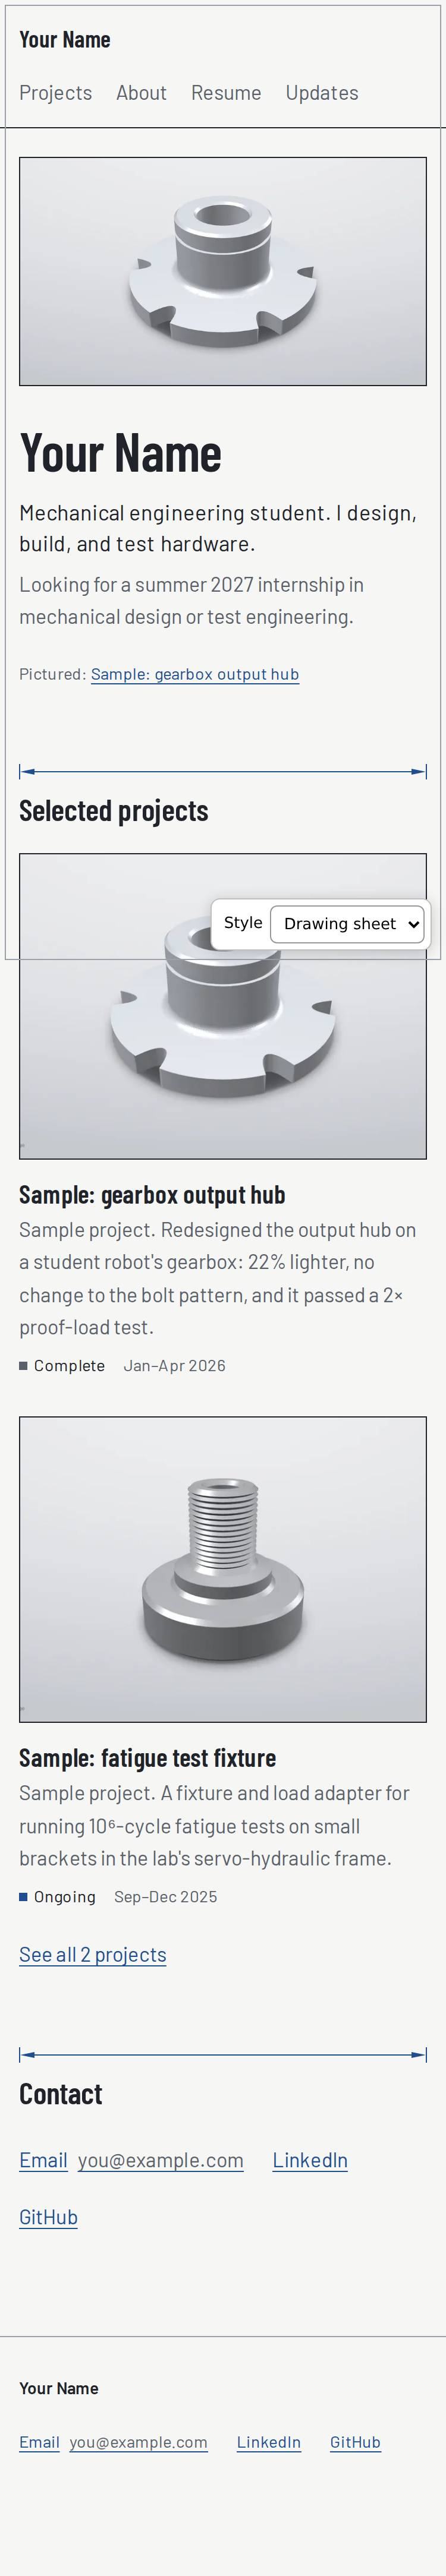 Your Name
Projects About Resume Updates
Your Name
Mechanical engineering student. I design,
build, and test hardware.
Looking for a summer 2027 internship in
mechanical design or test engineering.
Pictured: Sample: gearbox output hub
Selected projects
Style Drawing sheet
Sample: gearbox output hub
Sample project. Redesigned the output hub on
a student robot's gearbox: 22% lighter, no
change to the bolt pattern, and it passed a 2×
proof-load test.
Complete Jan–Apr 2026
Sample: fatigue test fixture
Sample project. A fixture and load adapter for
running 10⁶-cycle fatigue tests on small
brackets in the lab's servo-hydraulic frame.
Ongoing Sep–Dec 2025
See all 2 projects
Contact
Email you@example.com LinkedIn
GitHub
Your Name
Email you@example.com LinkedIn GitHub